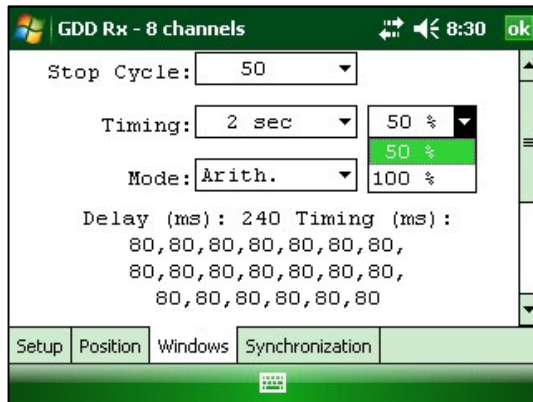 GDD Rx - 8 channels 8:30 ok
Stop Cycle: 50
Timing: 2 sec 50 %
50 %
Mode: Arith. 100 %
Delay (ms): 240 Timing (ms):
80,80,80,80,80,80,80,
80,80,80,80,80,80,80,
80,80,80,80,80,80
Setup Position Windows Synchronization